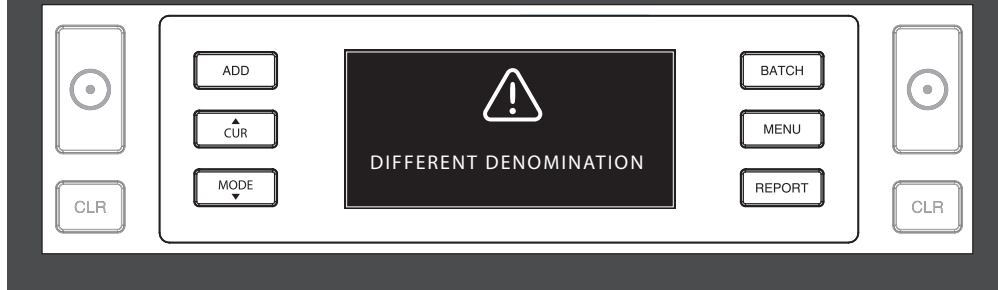 ADD
CUR
MODE
CLR
DIFFERENT DENOMINATION
BATCH
MENU
REPORT
CLR